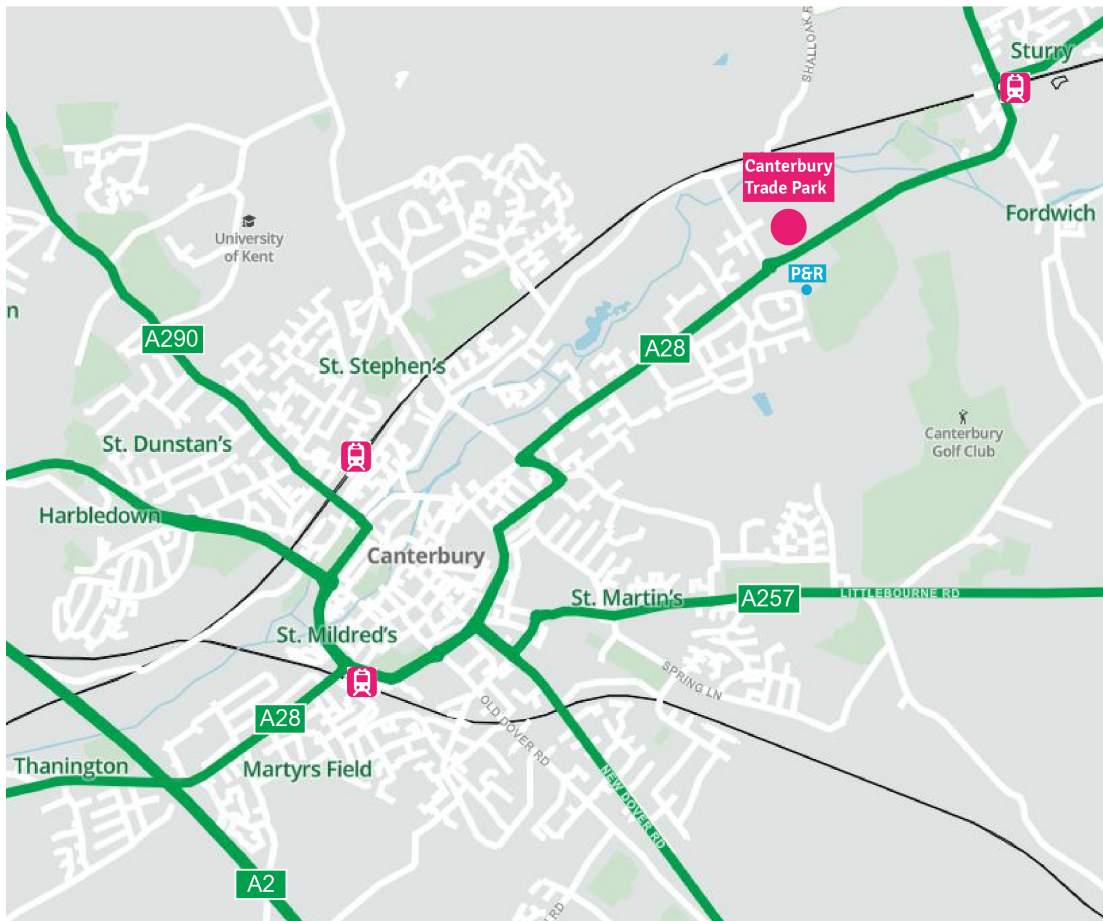 SHALLOAK R
Sturry
Canterbury
Trade Park
Fordwich
University
of Kent
P&R
n
A290
A28
St. Stephen's
St. Dunstan's
Canterbury
Golf Club
Harbledown
Canterbury
St. Martin's
A257
LITTLEBOURNE RD
St. Mildred's
SPRING LN
OLD DOVER RD
A28
Thanington
Martyrs Field
NEW DOVER RD
A2
RD